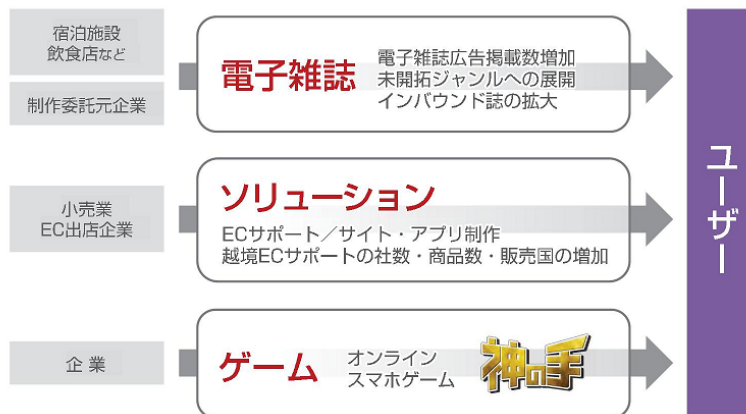 宿泊施設
飲食店など
制作委託元企業
電子雑誌
電子雑誌広告掲載数増加
未開拓ジャンルへの展開
インバウンド誌の拡大
小売業
EC出店企業
ソリューション
ECサポート／サイト・アプリ制作
越境ECサポートの社数・商品数・販売国の増加
企業
ゲーム
オンライン
スマホゲーム
神の手
ユーザー